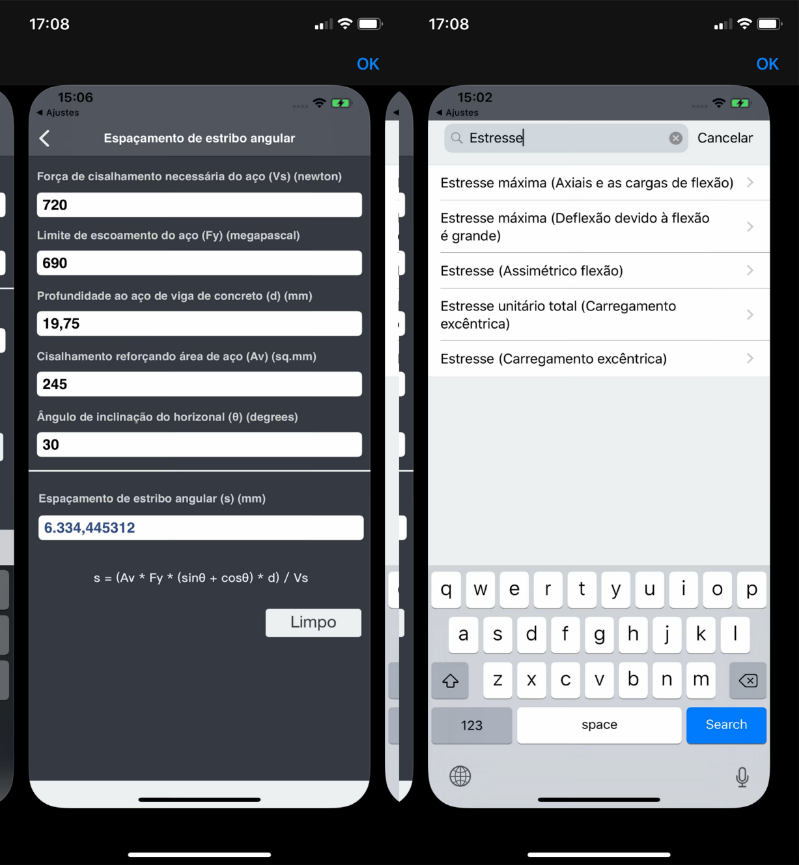 17:08
OK
15:06
Ajustes
Espaçamento de estribo angular
Força de cisalhamento necessária do aço (Vs) (newton)
720
Limite de escoamento do aço (Fy) (megapascal)
690
Profundidade ao aço de viga de concreto (d) (mm)
19,75
Cisalhamento reforçando área de aço (Av) (sq.mm)
245
Ângulo de inclinação do horizonal (θ) (degrees)
30
Espaçamento de estribo angular (s) (mm)
6.334,445312
s = (Av * Fy * (sinθ + cosθ) * d) / Vs
Limpo
17:08
OK
15:02
Ajustes
Estresse
Cancelar
Estresse máxima (Axiais e as cargas de flexão)
Estresse máxima (Deflexão devido à flexão
é grande)
Estresse (Assimétrico flexão)
Estresse unitário total (Carregamento
excêntrica)
Estresse (Carregamento excêntrica)
q w e r t y u i o p
a s d f g h j k l
z x c v b n m
123 space Search